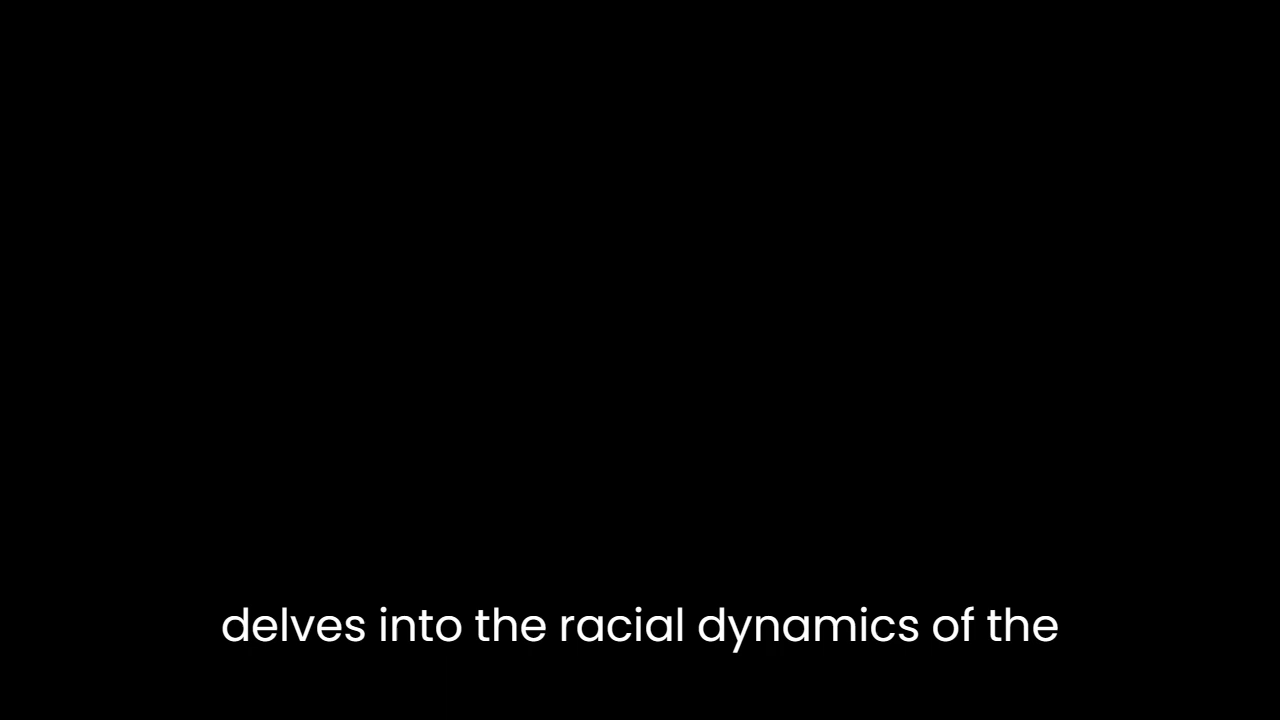 delves into the racial dynamics of the